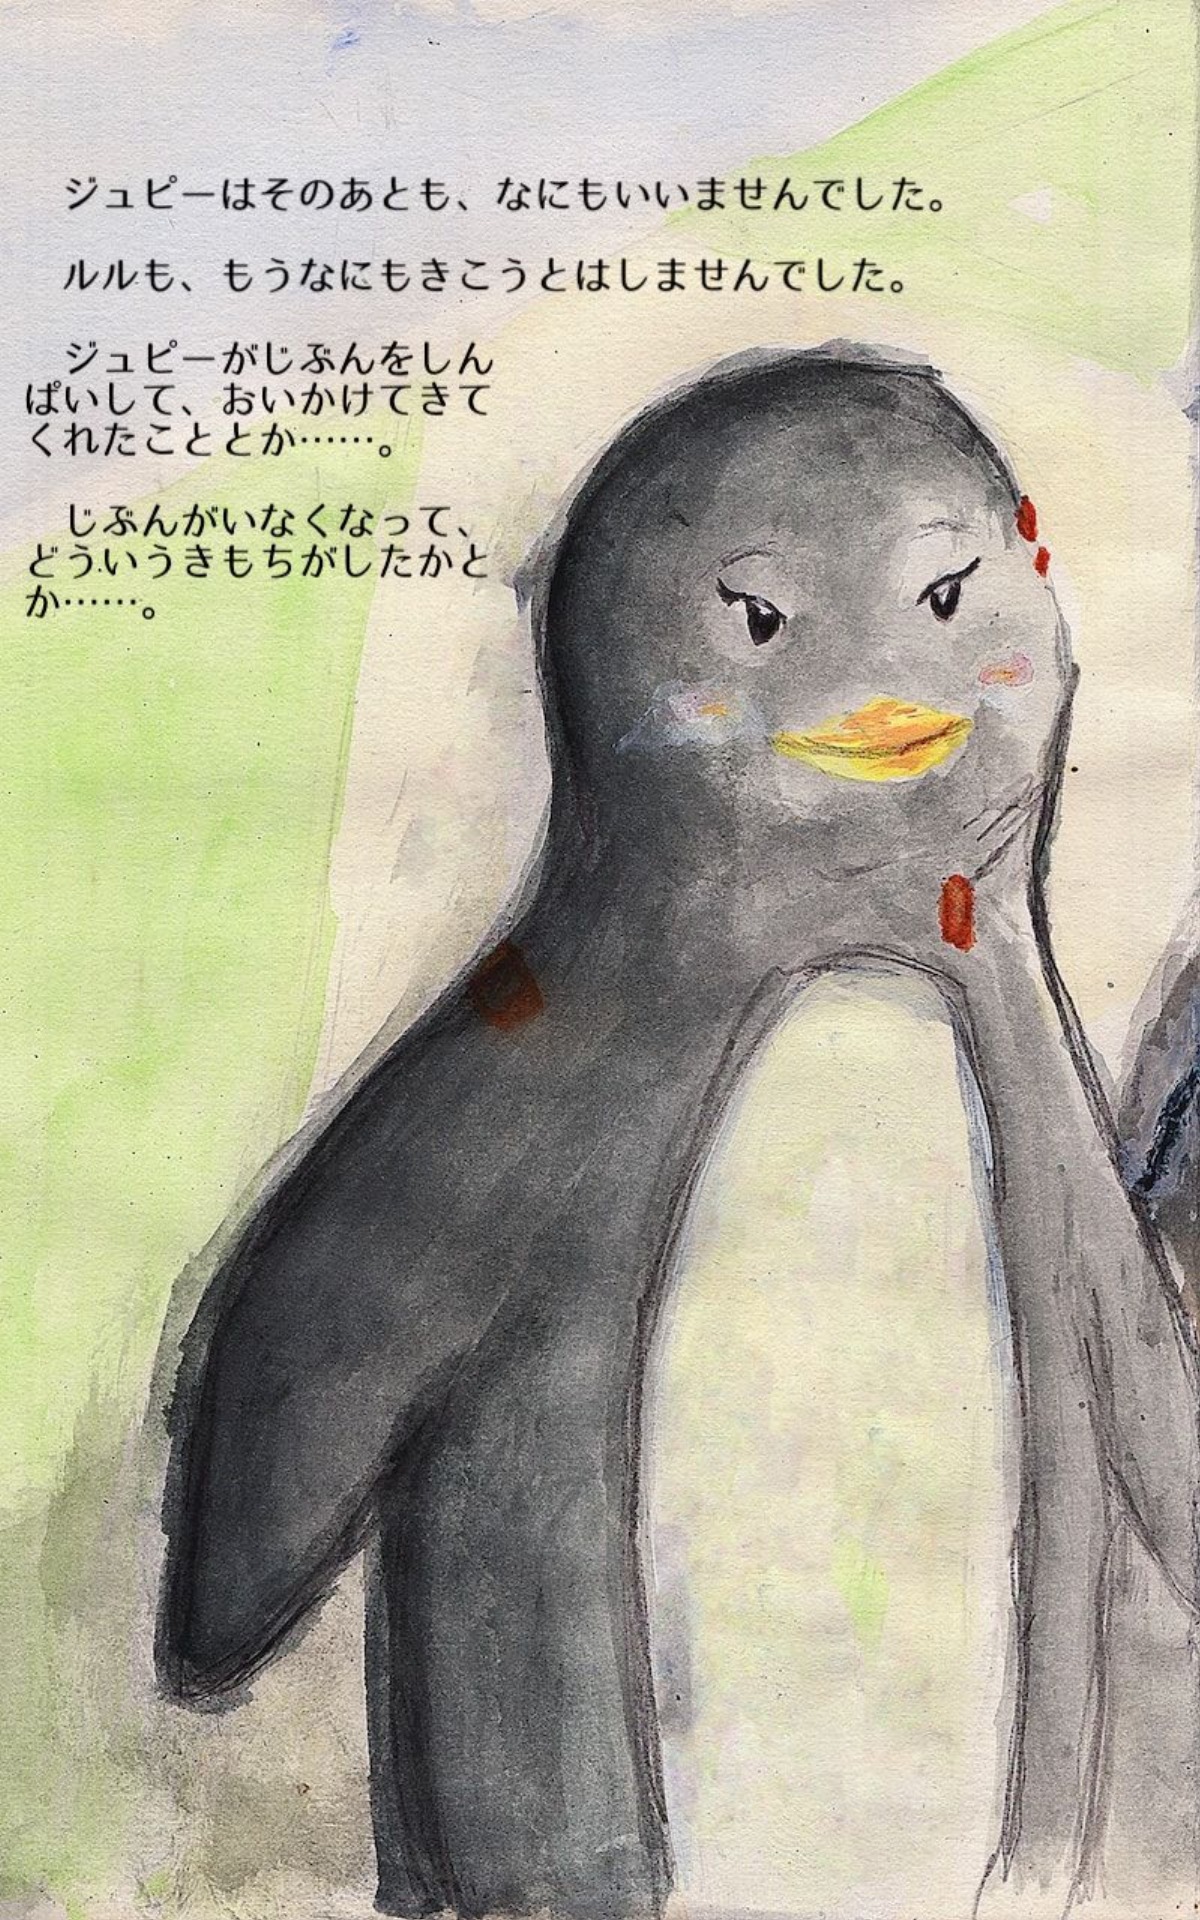 ジュピーはそのあとも、なにもいいませんでした。
ルルも、もうなにもきこうとはしませんでした。
ジュピーがじぶんをしん
ぱいして、おいかけてきて
くれたこととか……。
じぶんがいなくなって、
どういうきもちがしたかと
か……。